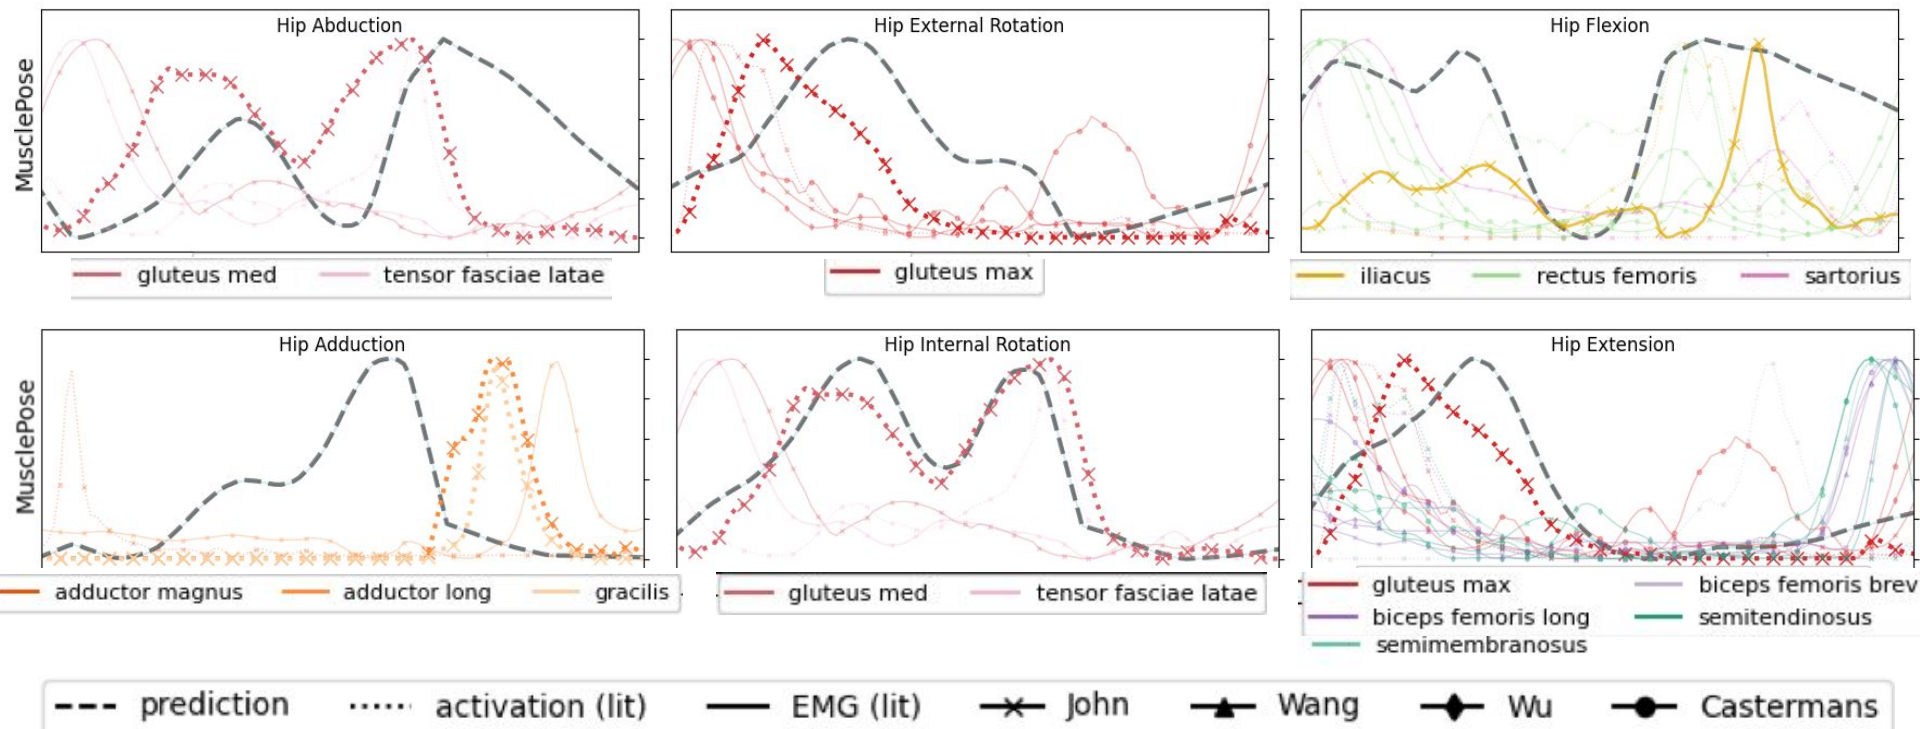 Hip Abduction
Hip External Rotation
Hip Flexion
MusclePose
gluteus med
tensor fasciae latae
gluteus max
iliacus
rectus femoris
sartorius
Hip Adduction
Hip Internal Rotation
Hip Extension
MusclePose
adductor magnus
adductor long
gracilis
gluteus med
tensor fasciae latae
gluteus max
biceps femoris brev
biceps femoris long
semitendinosus
semimembranosus
prediction
activation (lit)
EMG (lit)
John
Wang
Wu
Castermans